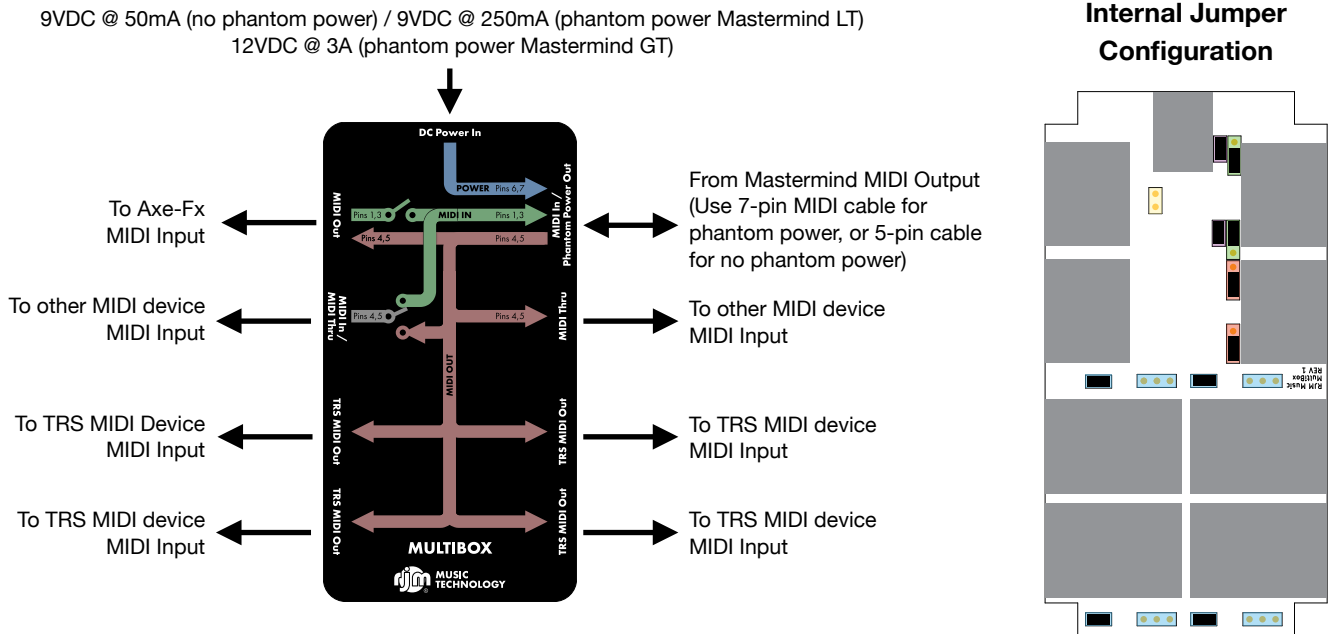 9VDC @ 50mA (no phantom power) / 9VDC @ 250mA (phantom power Mastermind LT)
12VDC @ 3A (phantom power Mastermind GT)
Internal Jumper
Configuration
DC Power In
POWER Pins 6,7
MIDI Out
Pins 1,3
MIDI IN
Pins 1,3
MIDI In /
Phantom Power Out
Pins 4,5
Pins 4,5
To Axe-Fx
MIDI Input
From Mastermind MIDI Output
(Use 7-pin MIDI cable for
phantom power, or 5-pin cable
for no phantom power)
To other MIDI device
MIDI Input
MIDI In /
MIDI Thru
Pins 4,5
Pins 4,5
MIDI Thru
To other MIDI device
MIDI Input
MIDI OUT
To TRS MIDI Device
MIDI Input
TRS MIDI Out
TRS MIDI Out
To TRS MIDI device
MIDI Input
To TRS MIDI device
MIDI Input
TRS MIDI Out
TRS MIDI Out
To TRS MIDI device
MIDI Input
MULTIBOX
rjm
®
MUSIC
TECHNOLOGY
RJM Music
MultiBox
REV 1